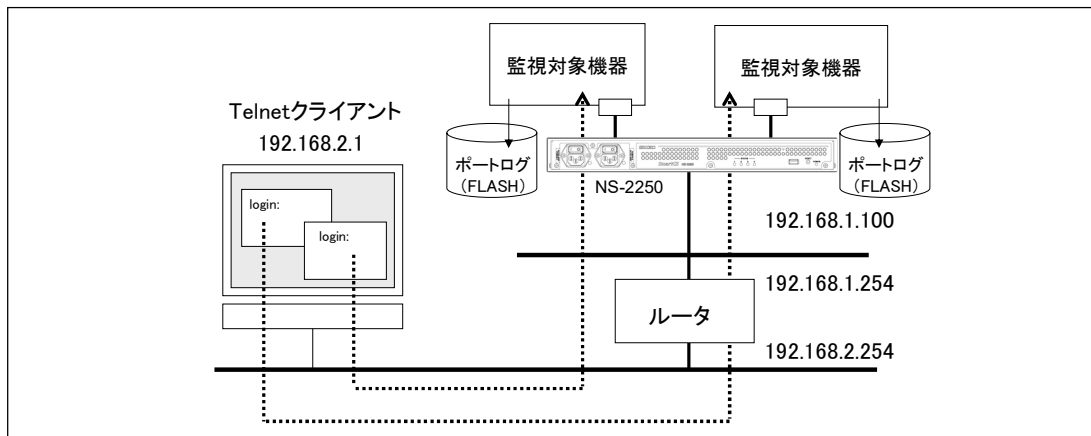 監視対象機器
監視対象機器
Telnetクライアント
192.168.2.1
ポートログ
(FLASH)
ポートログ
(FLASH)
NS-2250
login:
login:
192.168.1.100
192.168.1.254
ルータ
192.168.2.254